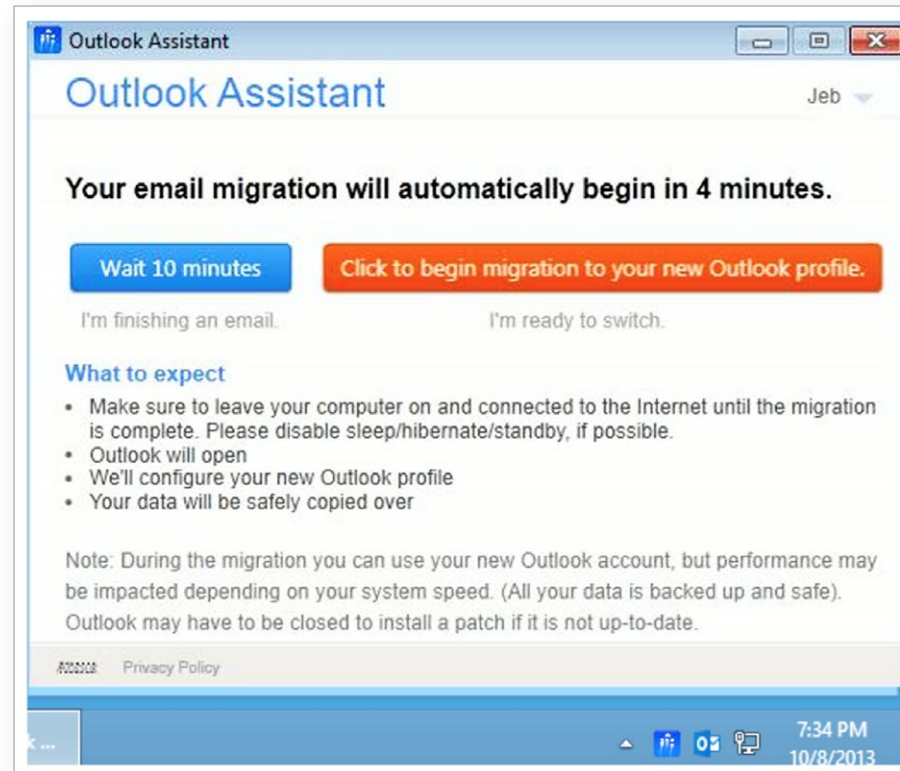 Outlook Assistant
Outlook Assistant
Jeb
Your email migration will automatically begin in 4 minutes.
Wait 10 minutes
Click to begin migration to your new Outlook profile.
I'm finishing an email.
I'm ready to switch.
What to expect
• Make sure to leave your computer on and connected to the Internet until the migration
is complete. Please disable sleep/hibernate/standby, if possible.
• Outlook will open
• We'll configure your new Outlook profile
• Your data will be safely copied over
Note: During the migration you can use your new Outlook account, but performance may
be impacted depending on your system speed. (All your data is backed up and safe).
Outlook may have to be closed to install a patch if it is not up-to-date.
Privacy Policy
k ...
7:34 PM
10/8/2013